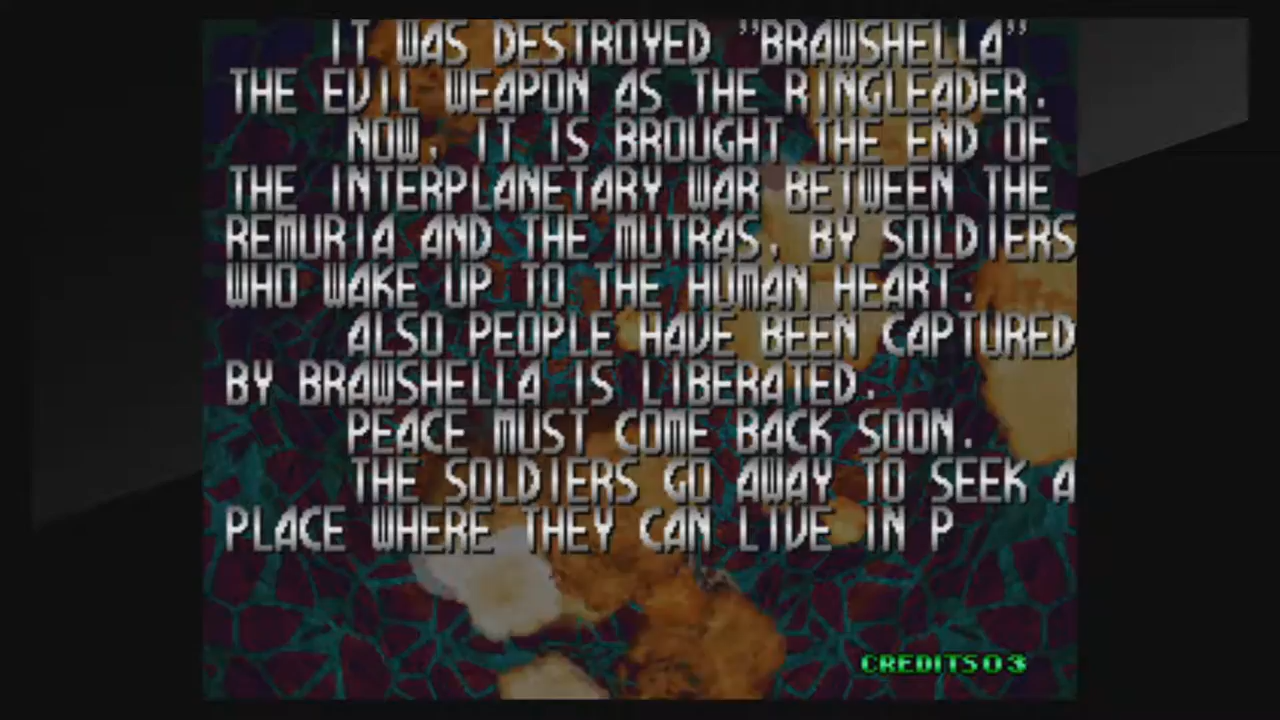 IT WAS DESTROYED "BRAWSHELLA"
THE EVIL WEAPON AS THE RINGLEADER.
NOW, IT IS BROUGHT THE END OF
THE INTERPLANETARY WAR BETWEEN THE
REMURIA AND THE MUTRAS, BY SOLDIERS
WHO WAKE UP TO THE HUMAN HEART.
ALSO PEOPLE HAVE BEEN CAPTURED
BY BRAWSHELLA IS LIBERATED.
PEACE MUST COME BACK SOON.
THE SOLDIERS GO AWAY TO SEEK A
PLACE WHERE THEY CAN LIVE IN P
CREDITS 03